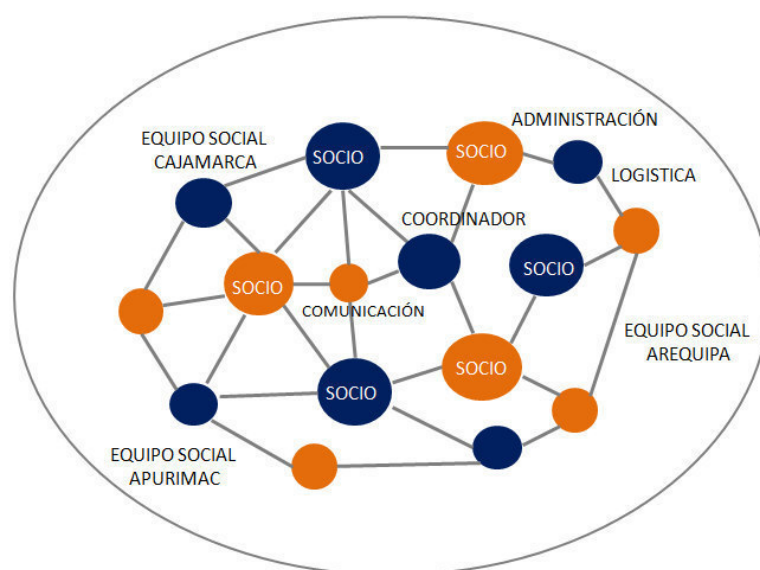 ADMINISTRACIÓN
EQUIPO SOCIAL
CAJAMARCA
SOCIO
SOCIO
LOGISTICA
COORDINADOR
SOCIO
SOCIO
COMUNICACIÓN
EQUIPO SOCIAL
AREQUIPA
SOCIO
SOCIO
EQUIPO SOCIAL
APURIMAC